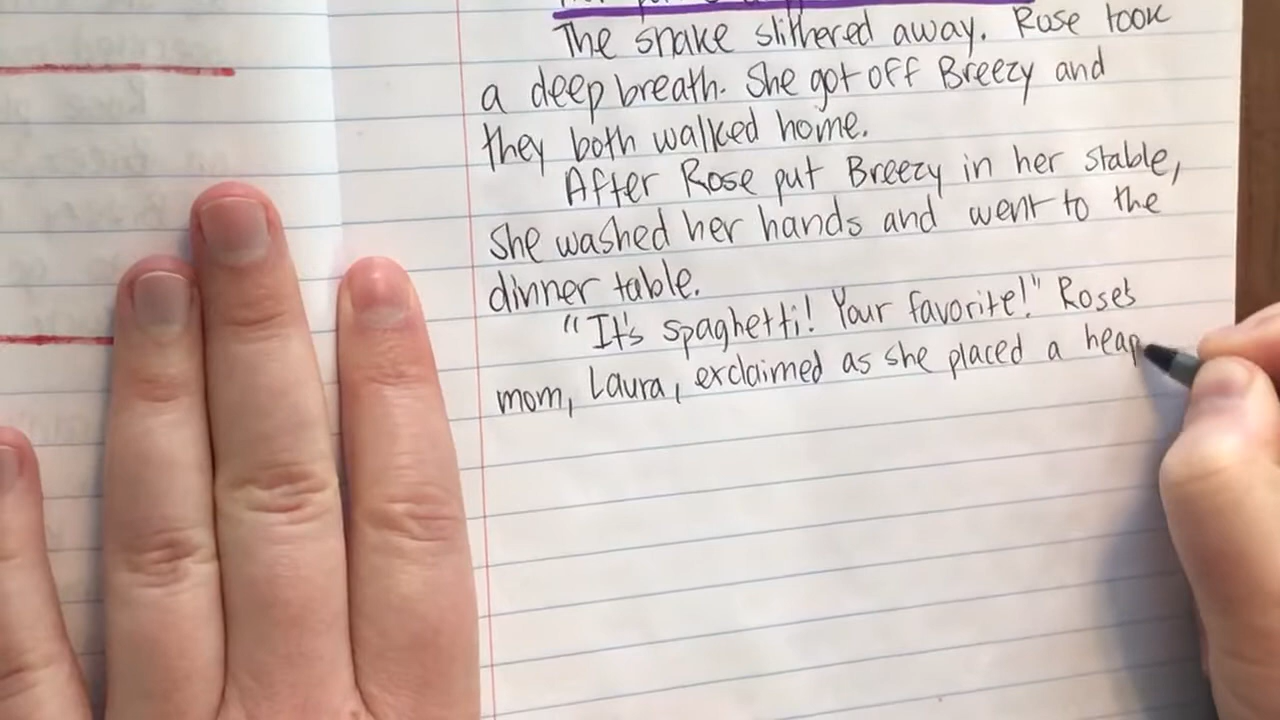 The snake slithered away. Rose took
a deep breath. She got off Breezy and
they both walked home.
After Rose put Breezy in her stable,
she washed her hands and went to the
dinner table.
"It's spaghetti! Your favorite!" Rose's
mom, Laura, exclaimed as she placed a heap